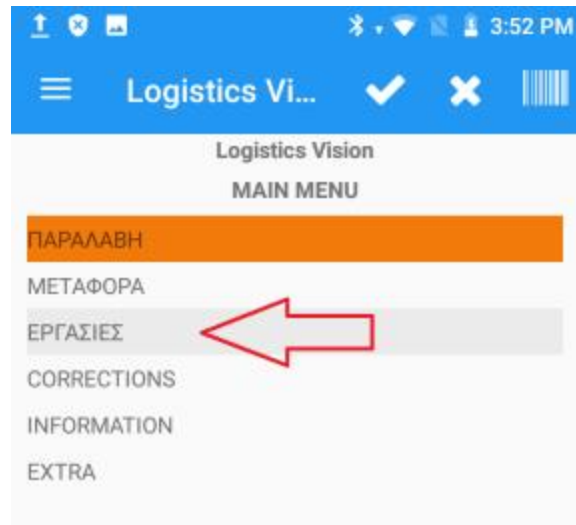 3:52 PM
Logistics Vi...
Logistics Vision
MAIN MENU
ΠΑΡΑΛΑΒΗ
ΜΕΤΑΦΟΡΑ
ΕΡΓΑΣΙΕΣ
CORRECTIONS
INFORMATION
EXTRA